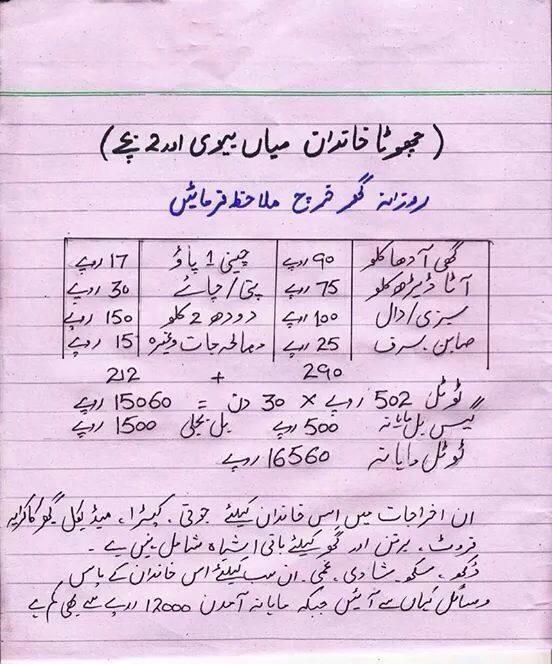 (چھوٹا خاندان میاں بیوی اور 2 بچے)
روزانہ گھر خرچ ملاحظہ فرمائیں
گھی آدھا کلو 90 روپے چینی 1 پاؤ 17 روپے
آٹا ڈیڑھ کلو 75 روپے پتی/چائے 30 روپے
سبزی/دال 100 روپے دودھ 2 کلو 150 روپے
صابن.سرف 25 روپے مصالحہ جات وغیرہ 15 روپے
290 + 212
ٹوٹل 502 روپے × 30 دن = 15060 روپے
گیس بل ماہانہ 500 روپے بل بجلی 1500 روپے
ٹوٹل ماہانہ 16560 روپے
ان اخراجات میں اس خاندان کیلئے جوتی، کپڑا، میڈیکل گھر کا کرایہ
فروٹ، برتن اور گھر کیلئے باقی اشیاء شامل نہیں ہے۔
دکھ، سکھ شادی، غمی۔ ان سب کیلئے اس خاندان کے پاس
وسائل کہاں سے آئیں جبکہ ماہانہ آمدن 12000 روپے سے بھی کم ہے